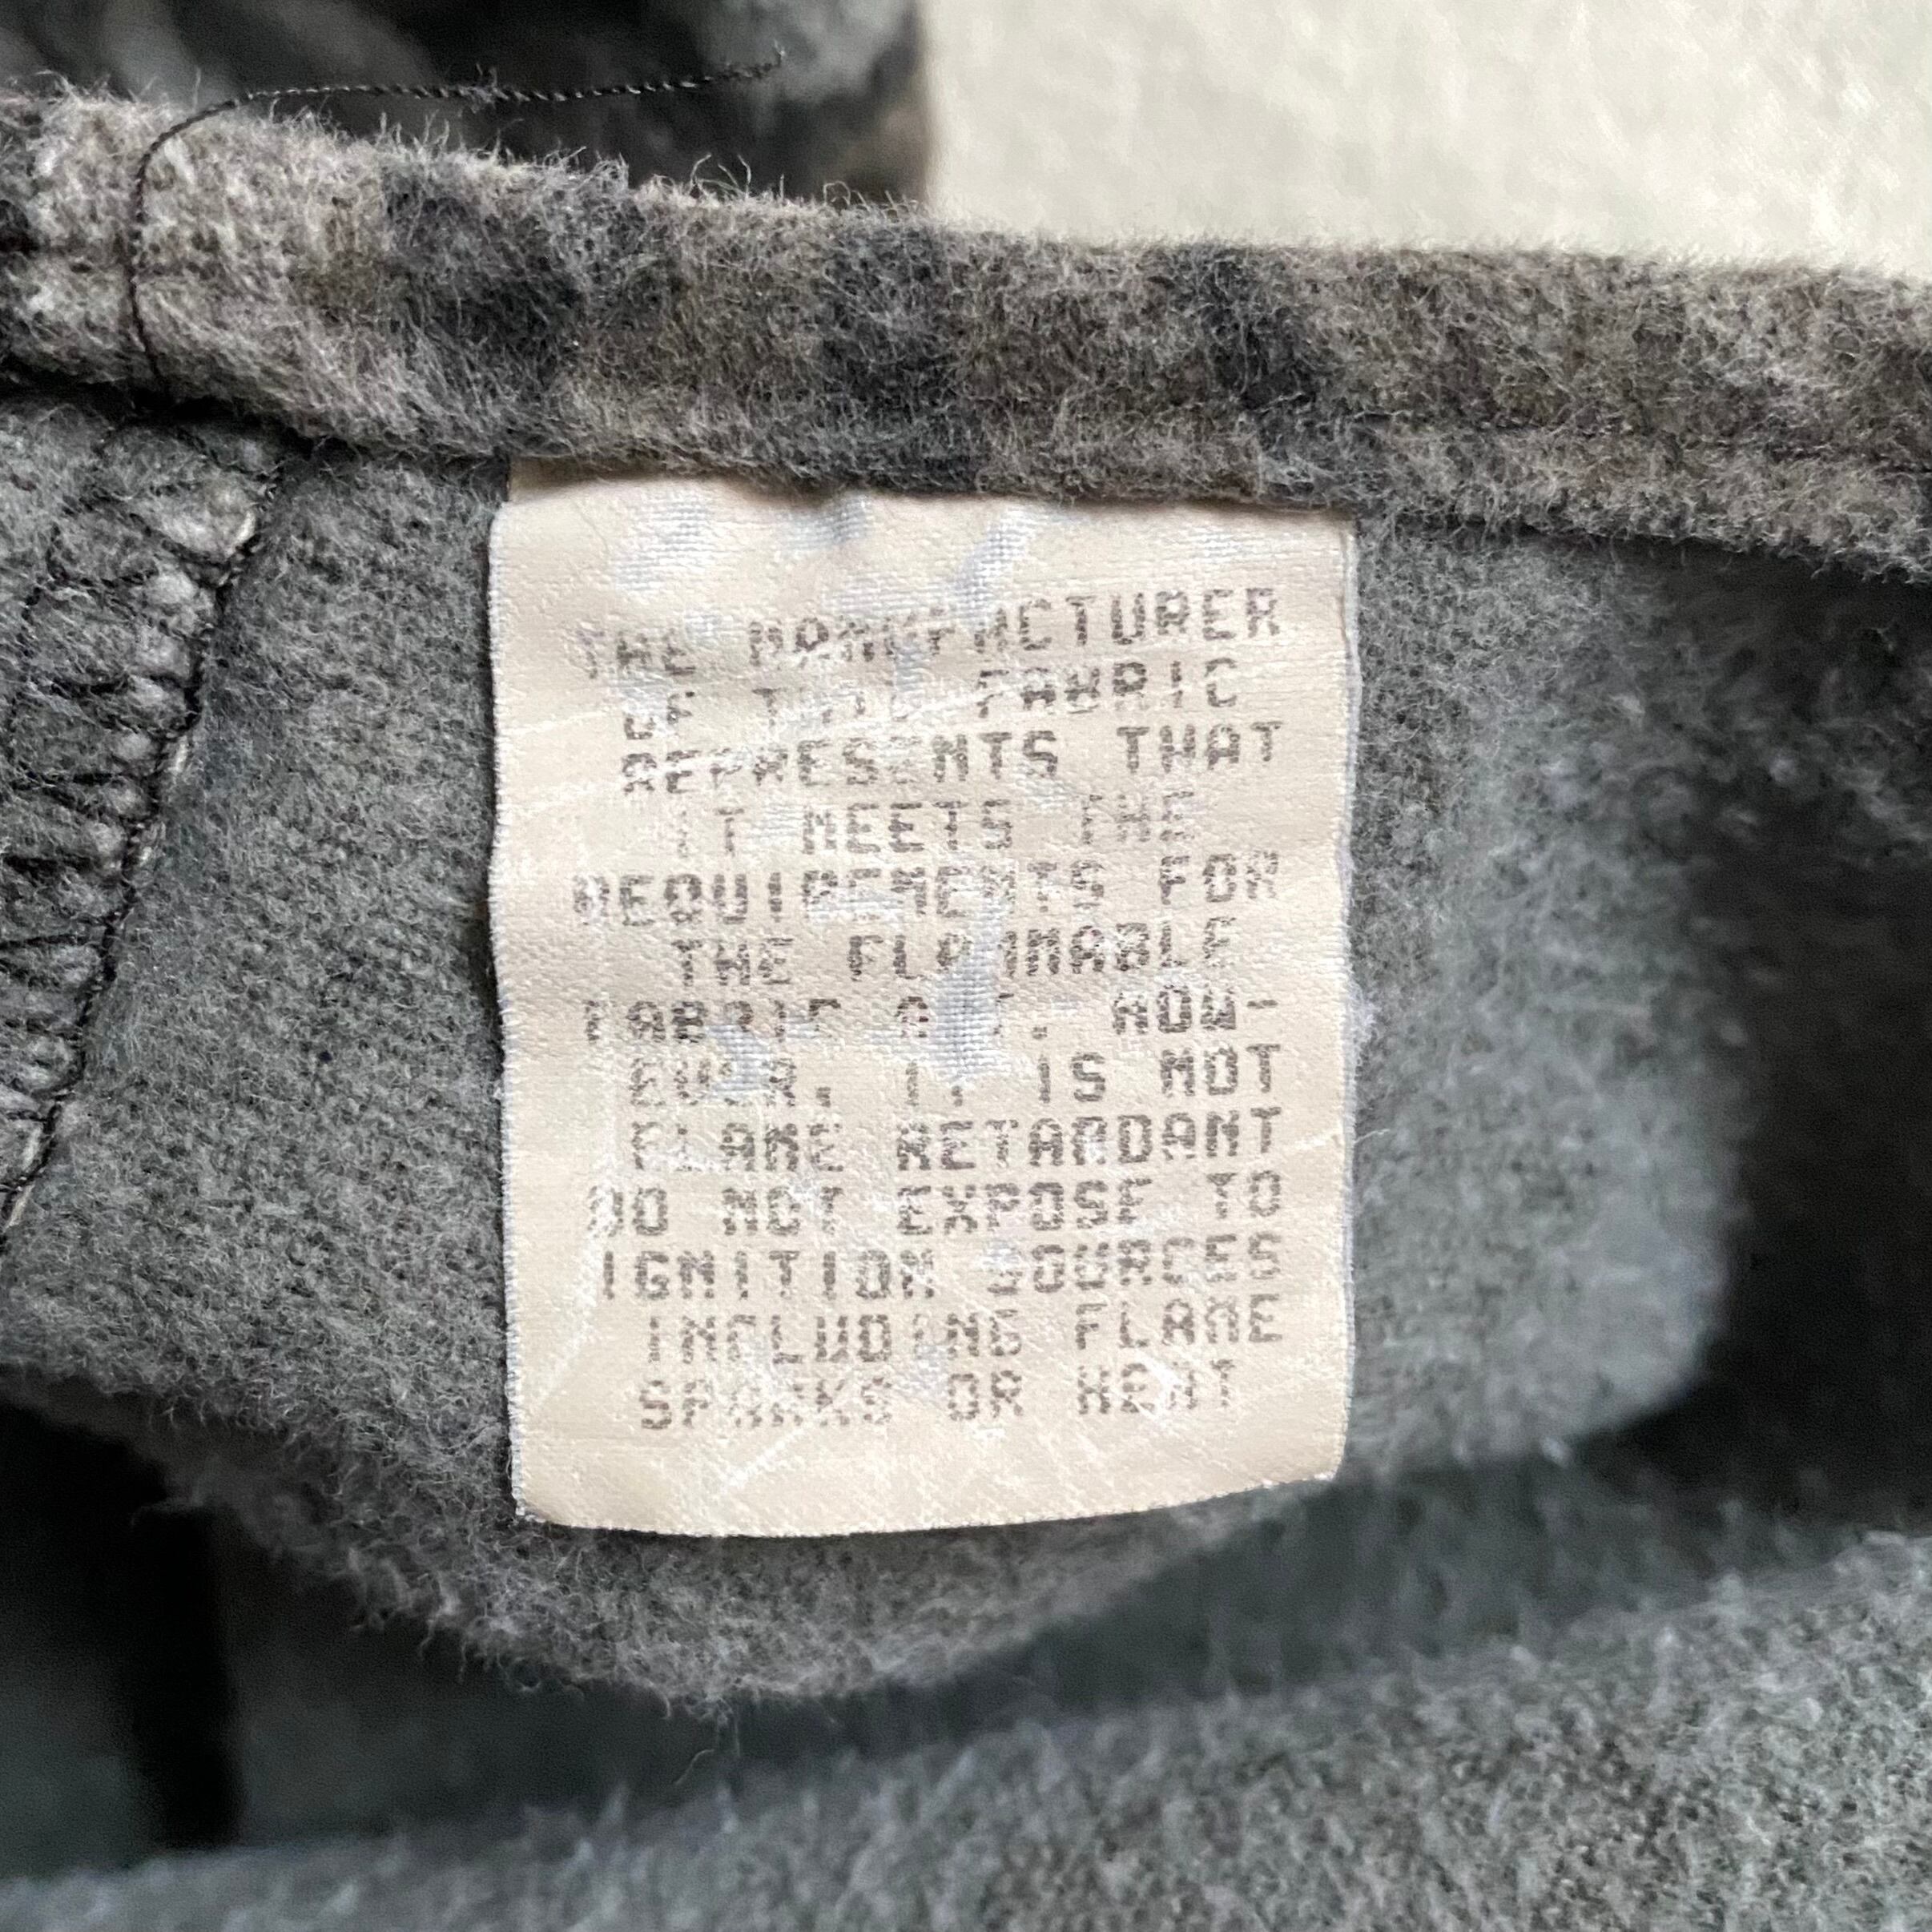 THE MANUFACTURER
OF THIS FABRIC
REPRESENTS THAT
IT MEETS THE
REQUIREMENTS FOR
THE FLAMMABLE
FABRIC ACT. HOW-
EVER, IT IS NOT
FLAME RETARDANT
DO NOT EXPOSE TO
IGNITION SOURCES
INCLUDING FLAME
SPARKS OR HEAT